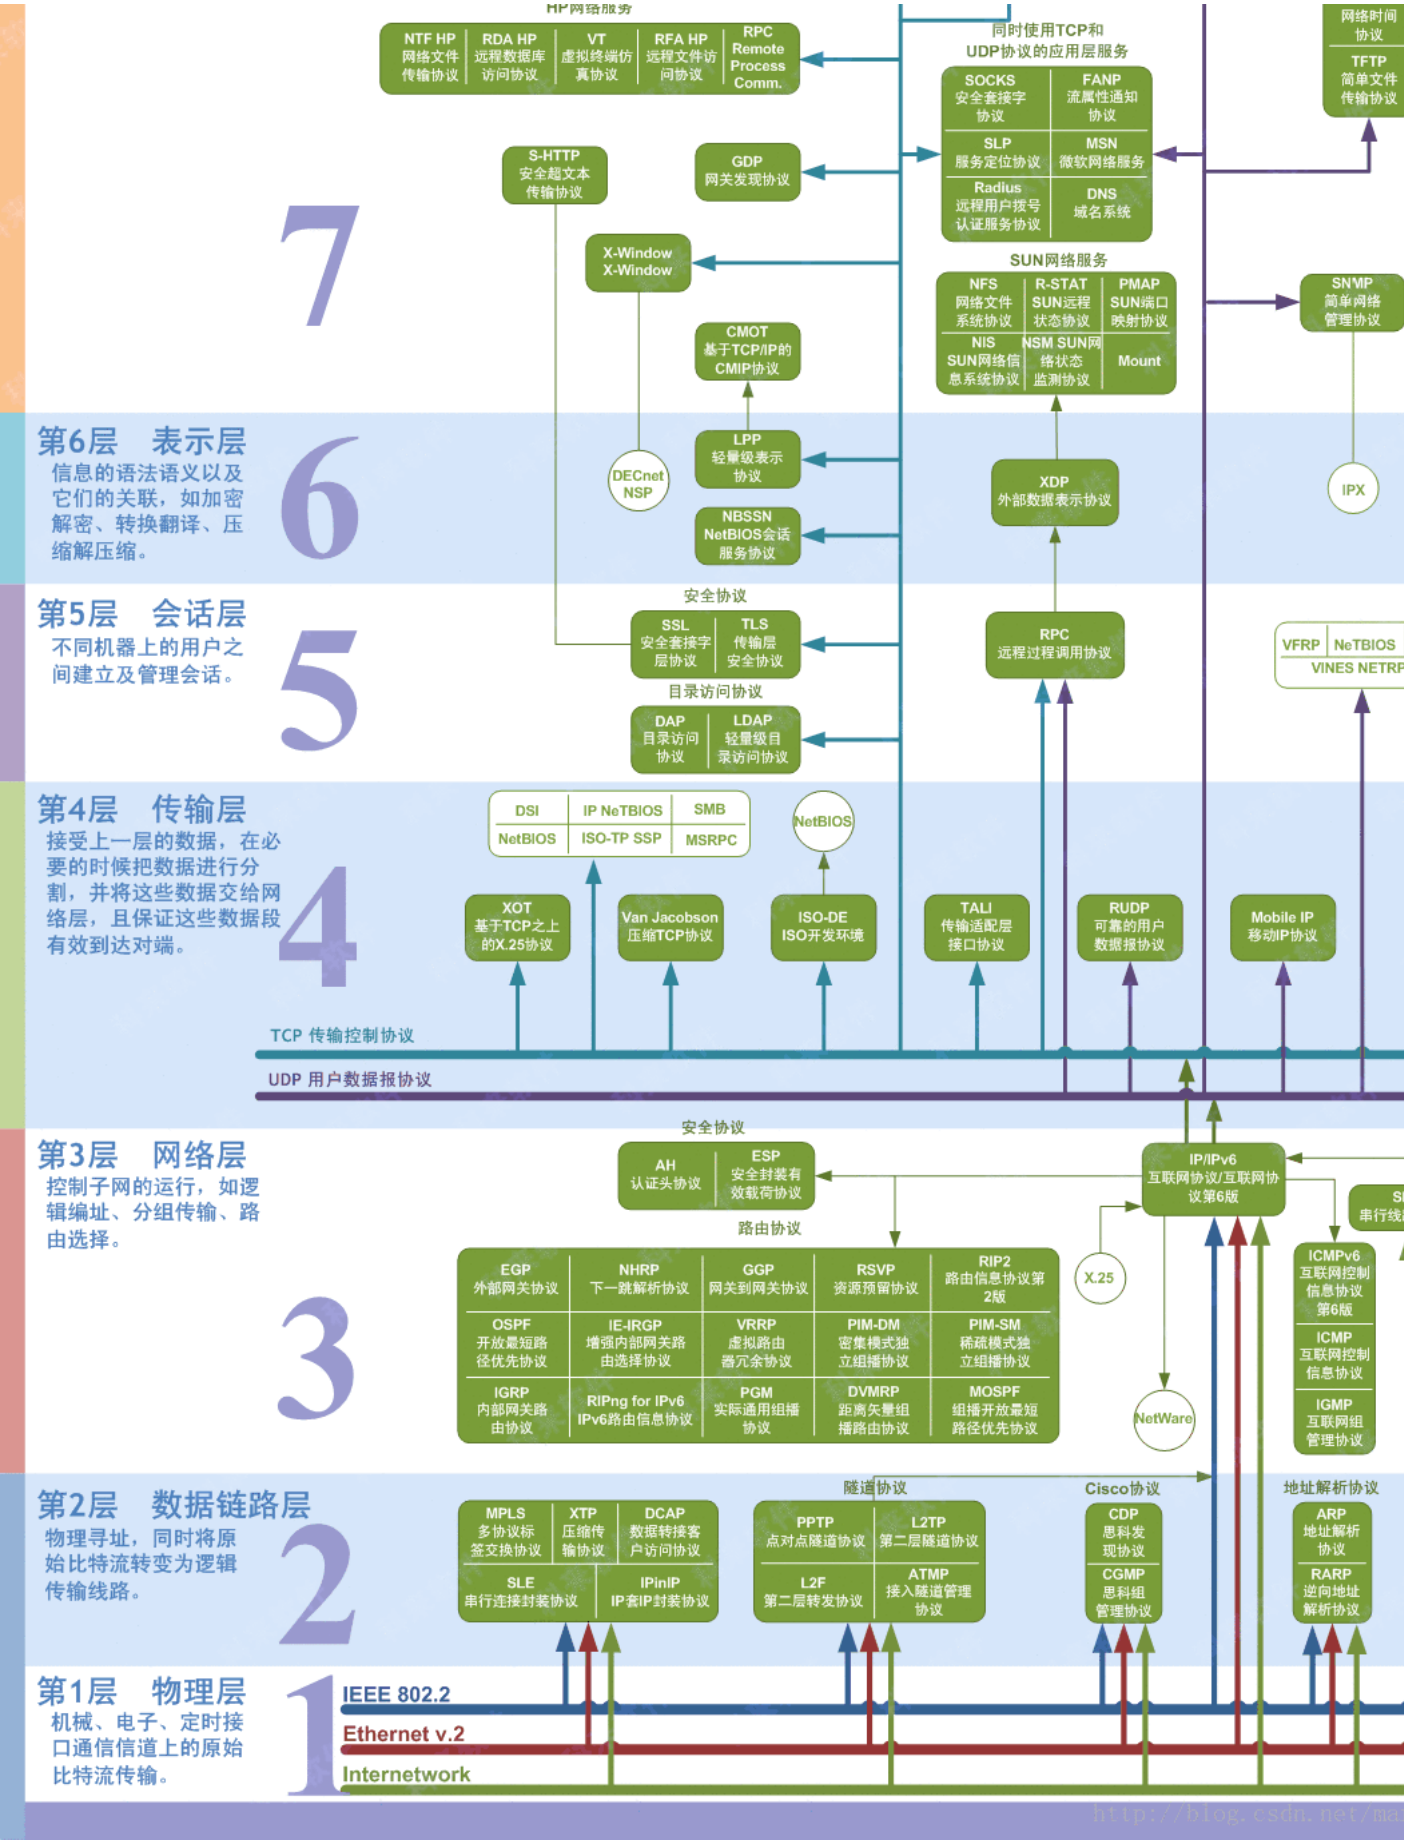 HP网络服务
NTF HP
网络文件
传输协议
RDA HP
远程数据库
访问协议
VT
虚拟终端仿
真协议
RFA HP
远程文件访
问协议
RPC
Remote
Process
Comm.
同时使用TCP和
UDP协议的应用层服务
SOCKS
安全套接字
协议
FANP
流属性通知
协议
SLP
服务定位协议
MSN
微软网络服务
Radius
远程用户拨号
认证服务协议
DNS
域名系统
网络时间
协议
TFTP
简单文件
传输协议
S-HTTP
安全超文本
传输协议
GDP
网关发现协议
7
X-Window
X-Window
SUN网络服务
NFS
网络文件
系统协议
R-STAT
SUN远程
状态协议
PMAP
SUN端口
映射协议
NIS
SUN网络信
息系统协议
NSM SUN网
络状态
监测协议
Mount
SNMP
简单网络
管理协议
CMOT
基于TCP/IP的
CMIP协议
第6层 表示层
信息的语法语义以及
它们的关联，如加密
解密、转换翻译、压
缩解压缩。
6
DECnet
NSP
LPP
轻量级表示
协议
NBSSN
NetBIOS会话
服务协议
XDP
外部数据表示协议
IPX
第5层 会话层
不同机器上的用户之
间建立及管理会话。
5
安全协议
SSL
安全套接字
层协议
TLS
传输层
安全协议
目录访问协议
DAP
目录访问
协议
LDAP
轻量级目
录访问协议
RPC
远程过程调用协议
VFRP
NeTBIOS
VINES NETRP
第4层 传输层
接受上一层的数据，在必
要的时候把数据进行分
割，并将这些数据交给网
络层，且保证这些数据段
有效到达对端。
4
DSI
IP NeTBIOS
SMB
NetBIOS
ISO-TP SSP
MSRPC
NetBIOS
XOT
基于TCP之上
的X.25协议
Van Jacobson
压缩TCP协议
ISO-DE
ISO开发环境
TALI
传输适配层
接口协议
RUDP
可靠的用户
数据报协议
Mobile IP
移动IP协议
TCP 传输控制协议
UDP 用户数据报协议
第3层 网络层
控制子网的运行，如逻
辑编址、分组传输、路
由选择。
3
安全协议
AH
认证头协议
ESP
安全封装有
效载荷协议
IP/IPv6
互联网协议/互联网协
议第6版
串行线
路由协议
EGP
外部网关协议
NHRP
下一跳解析协议
GGP
网关到网关协议
RSVP
资源预留协议
RIP2
路由信息协议第
2版
OSPF
开放最短路
径优先协议
IE-IRGP
增强内部网关路
由选择协议
VRRP
虚拟路由
器冗余协议
PIM-DM
密集模式独
立组播协议
PIM-SM
稀疏模式独
立组播协议
IGRP
内部网关路
由协议
RIPng for IPv6
IPv6路由信息协议
PGM
实际通用组播
协议
DVMRP
距离矢量组
播路由协议
MOSPF
组播开放最短
路径优先协议
X.25
NetWare
ICMPv6
互联网控制
信息协议
第6版
ICMP
互联网控制
信息协议
IGMP
互联网组
管理协议
第2层 数据链路层
物理寻址，同时将原
始比特流转变为逻辑
传输线路。
2
MPLS
多协议标
签交换协议
XTP
压缩传
输协议
DCAP
数据转接客
户访问协议
SLE
串行连接封装协议
IPinIP
IP套IP封装协议
隧道协议
PPTP
点对点隧道协议
L2TP
第二层隧道协议
L2F
第二层转发协议
ATMP
接入隧道管理
协议
Cisco协议
CDP
思科发
现协议
CGMP
思科组
管理协议
地址解析协议
ARP
地址解析
协议
RARP
逆向地址
解析协议
第1层 物理层
机械、电子、定时接
口通信信道上的原始
比特流传输。
1
IEEE 802.2
Ethernet v.2
Internetwork
http://blog.csdn.net/ma